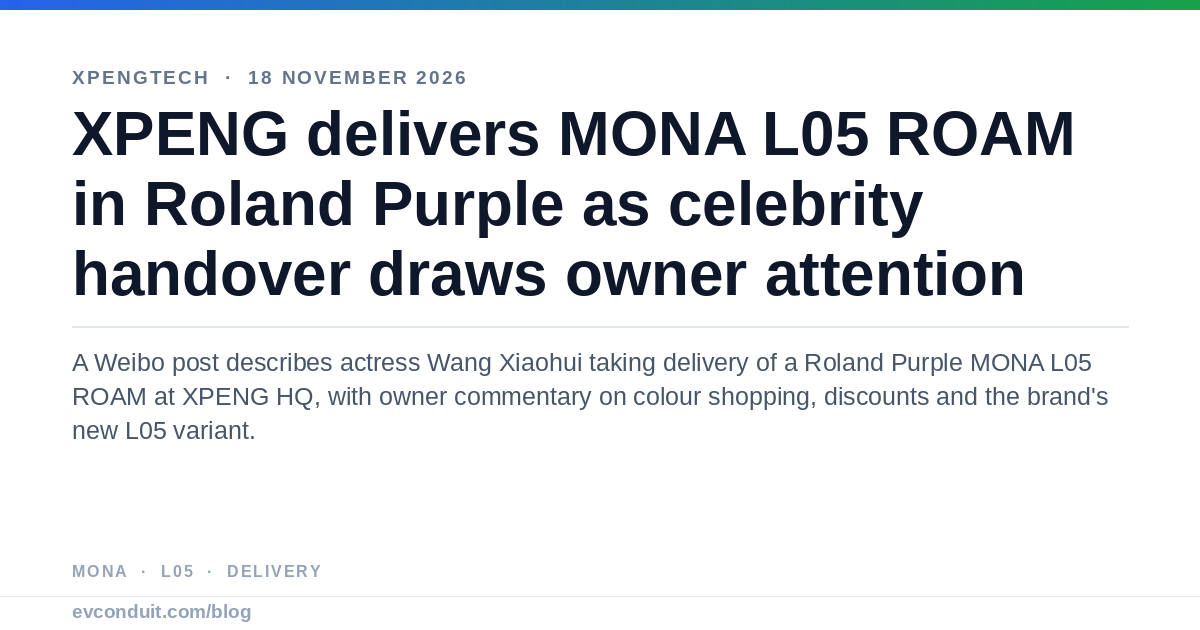 XPENGTECH · 18 NOVEMBER 2026
XPENG delivers MONA L05 ROAM
in Roland Purple as celebrity
handover draws owner attention
A Weibo post describes actress Wang Xiaohui taking delivery of a Roland Purple MONA L05
ROAM at XPENG HQ, with owner commentary on colour shopping, discounts and the brand's
new L05 variant.
MONA · L05 · DELIVERY
evconduit.com/blog